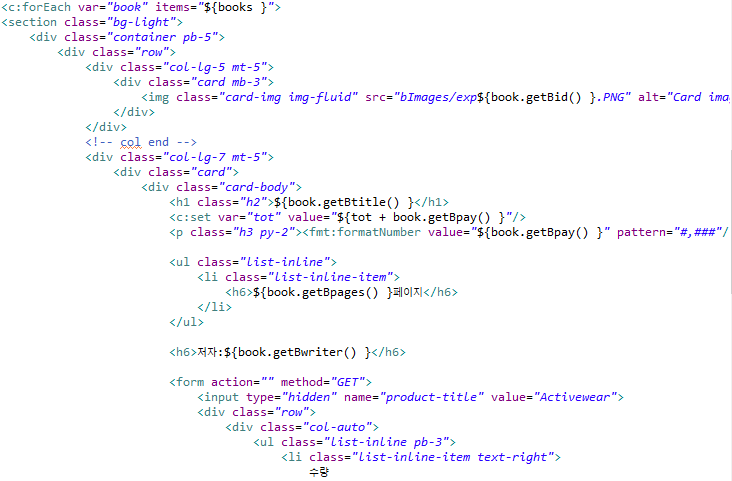 <c:forEach var="book" items="${books }">
<section class="bg-light">
<div class="container pb-5">
<div class="row">
<div class="col-lg-5 mt-5">
<div class="card mb-3">
<img class="card-img img-fluid" src="bImages/exp${book.getBid() }.PNG" alt="Card ima
</div>
</div>
<!-- col end -->
<div class="col-lg-7 mt-5">
<div class="card">
<div class="card-body">
<h1 class="h2">${book.getBtitle() }</h1>
<c:set var="tot" value="${tot + book.getBpay() }"/>
<p class="h3 py-2"><fmt:formatNumber value="${book.getBpay() }" pattern="#,###"/
<ul class="list-inline">
<li class="list-inline-item">
<h6>${book.getBpages() }페이지</h6>
</li>
</ul>
<h6>저자:${book.getBwriter() }</h6>
<form action="" method="GET">
<input type="hidden" name="product-title" value="Activewear">
<div class="row">
<div class="col-auto">
<ul class="list-inline pb-3">
<li class="list-inline-item text-right">
수량